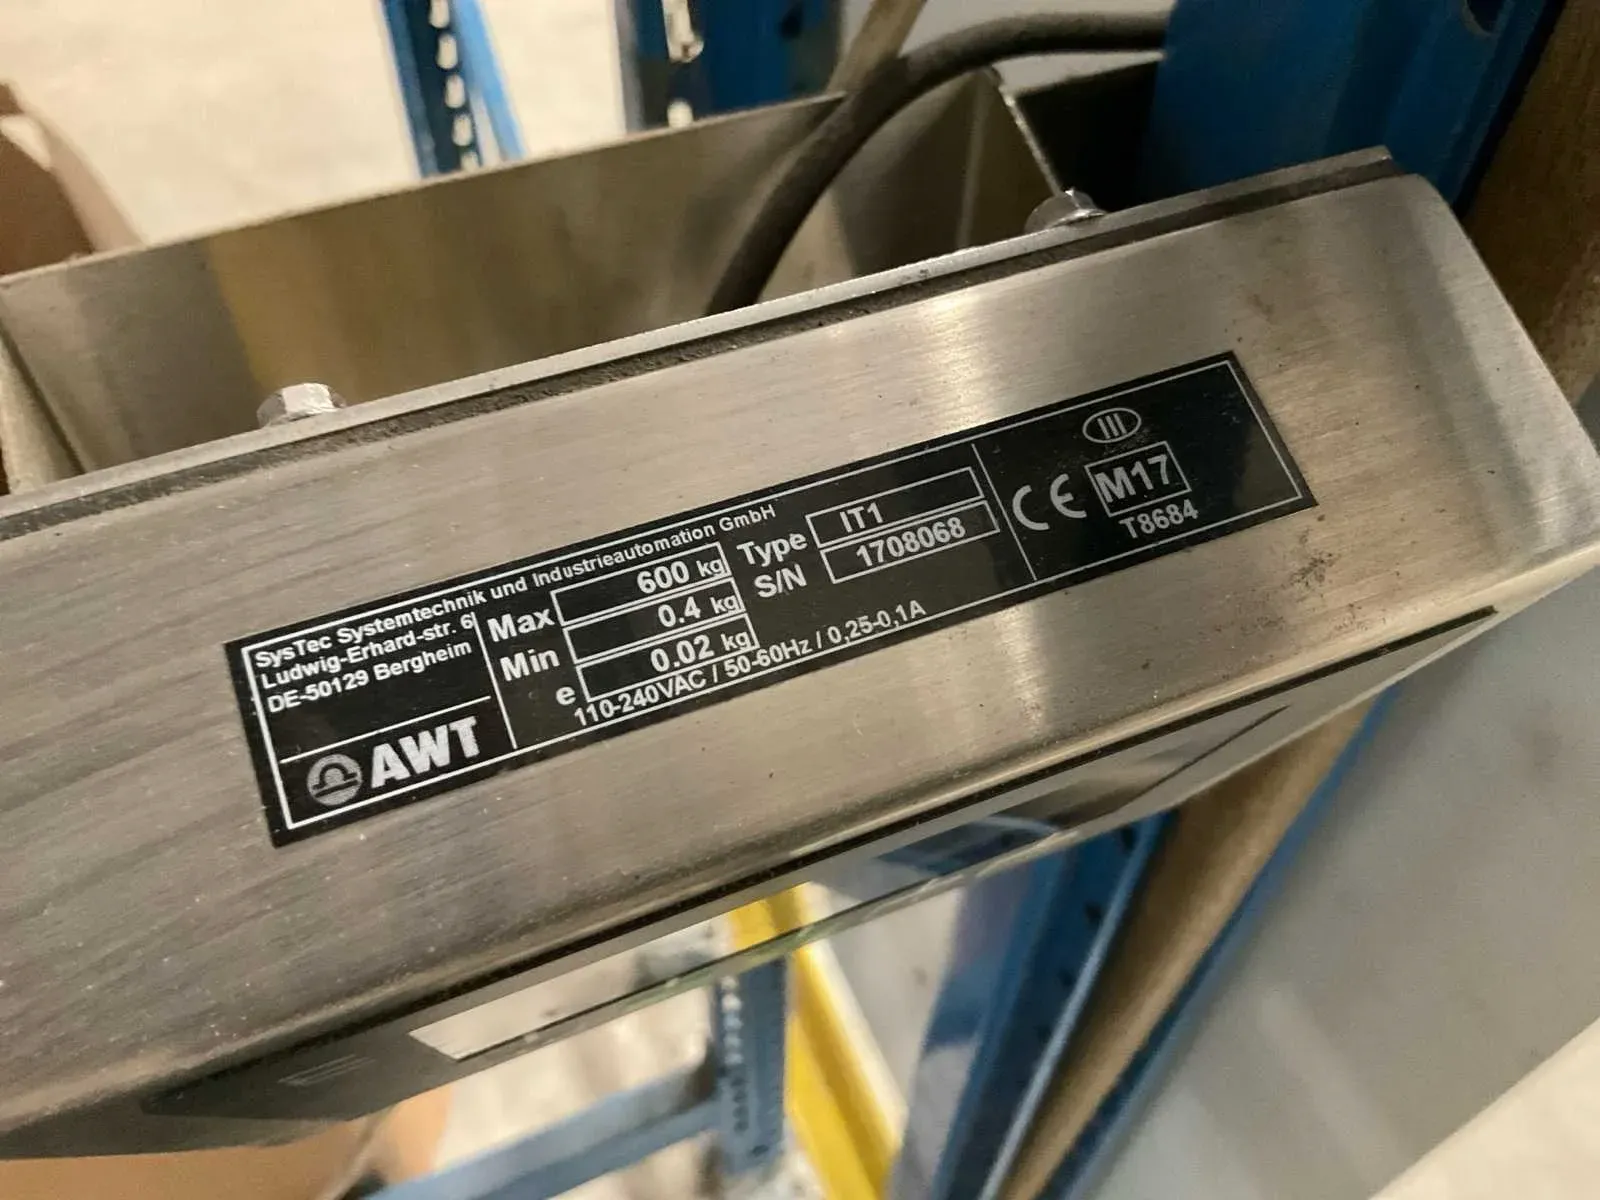 SysTec Systemtechnik und Industrieautomation GmbH
Ludwig-Erhard-str. 6
DE-50129 Bergheim
AWT
Max 600 kg
Min 0.4 kg
e 0.02 kg
110-240VAC / 50-60Hz / 0,25-0,1A
Type IT1
S/N 1708068
III
CE M17
T8684